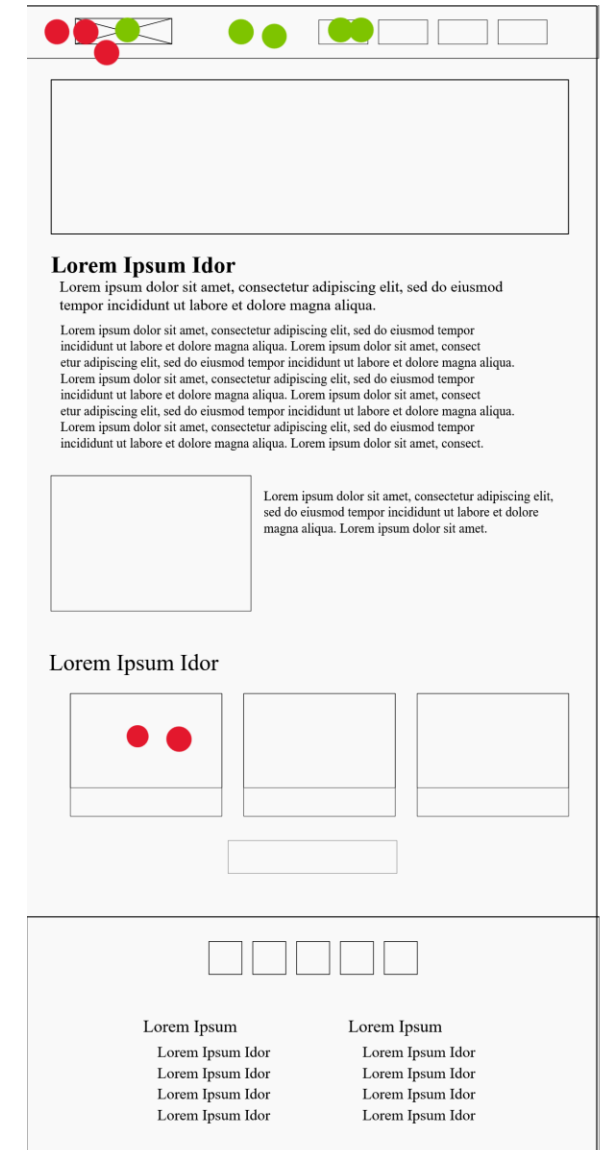 Lorem Ipsum Idor
Lorem ipsum dolor sit amet, consectetur adipiscing elit, sed do eiusmod
tempor incididunt ut labore et dolore magna aliqua.
Lorem ipsum dolor sit amet, consectetur adipiscing elit, sed do eiusmod tempor
incididunt ut labore et dolore magna aliqua. Lorem ipsum dolor sit amet, consect
etur adipiscing elit, sed do eiusmod tempor incididunt ut labore et dolore magna aliqua.
Lorem ipsum dolor sit amet, consectetur adipiscing elit, sed do eiusmod tempor
incididunt ut labore et dolore magna aliqua. Lorem ipsum dolor sit amet, consect
etur adipiscing elit, sed do eiusmod tempor incididunt ut labore et dolore magna aliqua.
Lorem ipsum dolor sit amet, consectetur adipiscing elit, sed do eiusmod tempor
incididunt ut labore et dolore magna aliqua. Lorem ipsum dolor sit amet, consect.
Lorem ipsum dolor sit amet, consectetur adipiscing elit,
sed do eiusmod tempor incididunt ut labore et dolore
magna aliqua. Lorem ipsum dolor sit amet.
Lorem Ipsum Idor
Lorem Ipsum
Lorem Ipsum Idor
Lorem Ipsum Idor
Lorem Ipsum Idor
Lorem Ipsum Idor
Lorem Ipsum
Lorem Ipsum Idor
Lorem Ipsum Idor
Lorem Ipsum Idor
Lorem Ipsum Idor